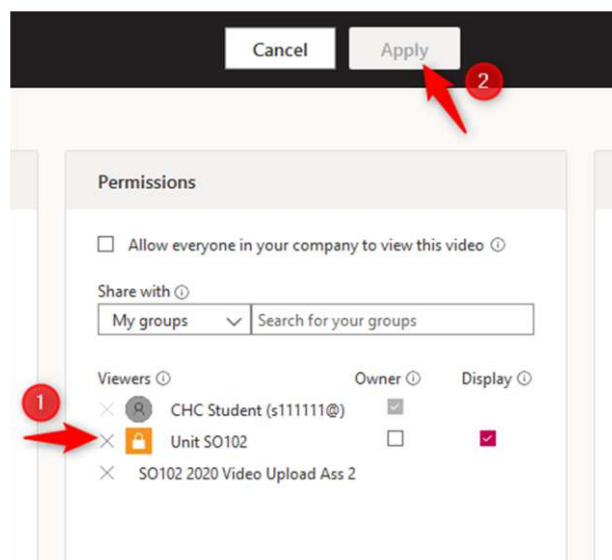 Cancel
Apply
2
Permissions
Allow everyone in your company to view this video
Share with
My groups
Search for your groups
Viewers
Owner
Display
1
CHC Student (s111111@)
Unit SO102
SO102 2020 Video Upload Ass 2